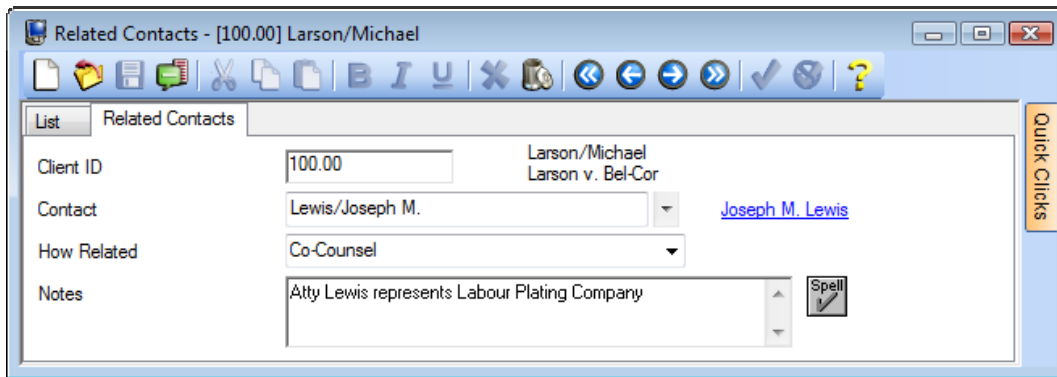 Related Contacts - [100.00] Larson/Michael
B I U ?
List Related Contacts
Client ID 100.00 Larson/Michael
Larson v. Bel-Cor
Contact Lewis/Joseph M. Joseph M. Lewis
How Related Co-Counsel
Notes Atty Lewis represents Labour Plating Company Spell
Quick Clicks